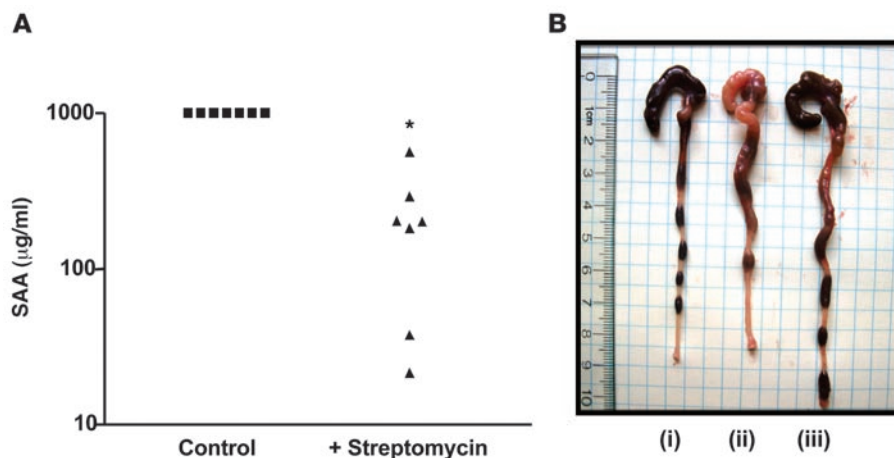 A
SAA (µg/ml)
1000
100
10
*
Control
+ Streptomycin
B
0
1cm
2
3
4
5
6
7
8
9
10
(i)
(ii)
(iii)